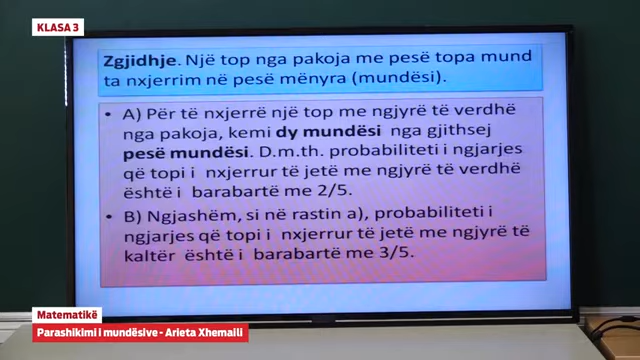 KLASA 3
Zgjidhje. Një top nga pakoja me pesë topa mund
ta nxjerrim në pesë mënyra (mundësi).
• A) Për të nxjerrë një top me ngjyrë të verdhë
nga pakoja, kemi dy mundësi nga gjithsej
pesë mundësi. D.m.th. probabiliteti i ngjarjes
që topi i nxjerrur të jetë me ngjyrë të verdhë
është i barabartë me 2/5.
• B) Ngjashëm, si në rastin a), probabiliteti i
ngjarjes që topi i nxjerrur të jetë me ngjyrë të
kaltër është i barabartë me 3/5.
Matematikë
Parashikimi i mundësive - Arieta Xhemaili